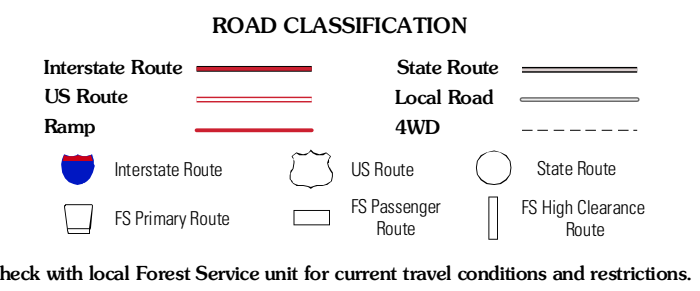 ROAD CLASSIFICATION
Interstate Route
State Route
US Route
Local Road
Ramp
4WD
Interstate Route
US Route
State Route
FS Primary Route
FS Passenger
Route
FS High Clearance
Route
heck with local Forest Service unit for current travel conditions and restrictions.